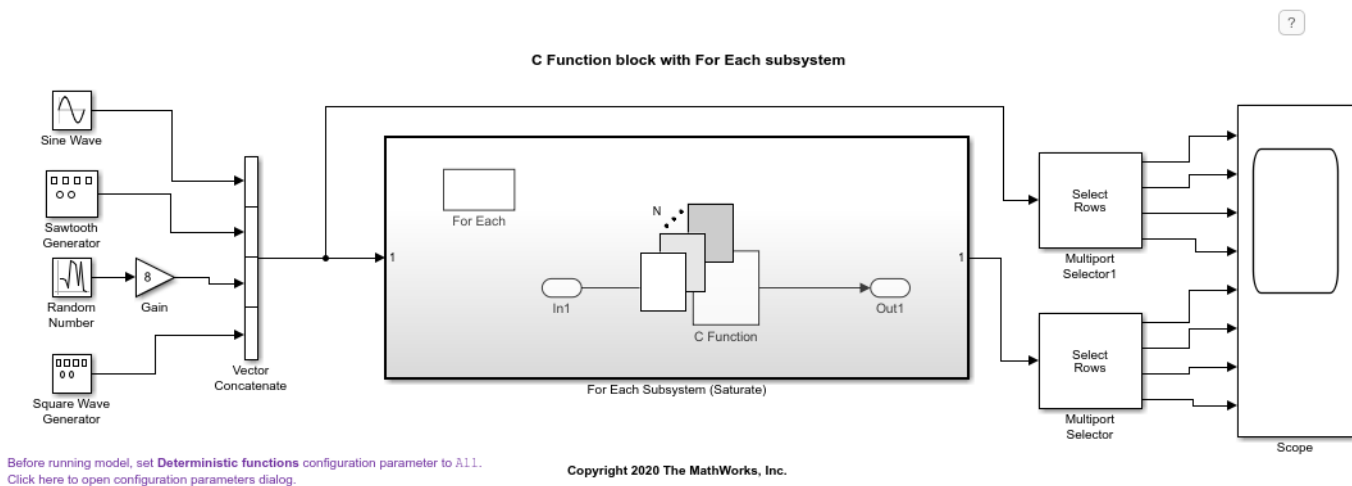 ?
C Function block with For Each subsystem
Sine Wave
Sawtooth
Generator
Random
Number
8
Gain
Square Wave
Generator
Vector
Concatenate
For Each
N
1
1
In1
Out1
C Function
For Each Subsystem (Saturate)
Select
Rows
Multiport
Selector1
Select
Rows
Multiport
Selector
Scope
Before running model, set Deterministic functions configuration parameter to All.
Click here to open configuration parameters dialog.
Copyright 2020 The MathWorks, Inc.